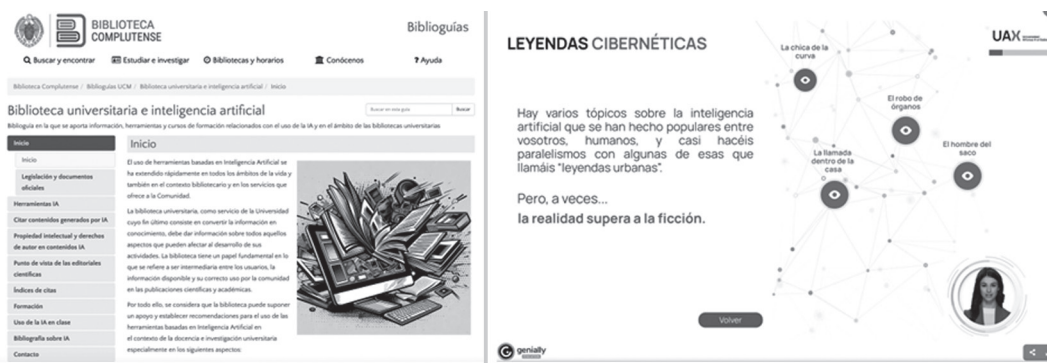 BIBLIOTECA
COMPLUTENSE
Biblioguías
Buscar y encontrar
Estudiar e investigar
Bibliotecas y horarios
Conócenos
? Ayuda
Biblioteca Complutense / Biblioguías UCM / Biblioteca universitaria e inteligencia artificial / Inicio
Biblioteca universitaria e inteligencia artificial
Buscar en esta guía
Buscar
Biblioguía en la que se aporta información, herramientas y cursos de formación relacionados con el uso de la IA y en el ámbito de las bibliotecas universitarias
Inicio
Inicio
Legislación y documentos
oficiales
Herramientas IA
Citar contenidos generados por IA
Propiedad intelectual y derechos
de autor en contenidos IA
Punto de vista de las editoriales
científicas
Índices de citas
Formación
Uso de la IA en clase
Bibliografía sobre IA
Contacto
Inicio
El uso de herramientas basadas en Inteligencia Artificial se
ha extendido rápidamente en todos los ámbitos de la vida y
también en el contexto bibliotecario y en los servicios que
ofrece a la Comunidad.
La biblioteca universitaria, como servicio de la Universidad
cuyo fin último consiste en convertir la información en
conocimiento, debe dar información sobre todos aquellos
aspectos que pueden afectar al desarrollo de sus
actividades. La biblioteca tiene un papel fundamental en lo
que se refiere a ser intermediaria entre los usuarios, la
información disponible y su correcto uso por la comunidad
en las publicaciones científicas y académicas.
Por todo ello, se considera que la biblioteca puede suponer
un apoyo y establecer recomendaciones para el uso de las
herramientas basadas en Inteligencia Artificial en
el contexto de la docencia e investigación universitaria
especialmente en los siguientes aspectos:
LEYENDAS CIBERNÉTICAS
Hay varios tópicos sobre la inteligencia
artificial que se han hecho populares entre
vosotros, humanos, y casi hacéis
paralelismos con algunas de esas que
llamáis "leyendas urbanas".
Pero, a veces...
la realidad supera a la ficción.
La chica de la
curva
El robo de
órganos
La llamada
dentro de la
casa
El hombre del
saco
UAX
Volver
genially